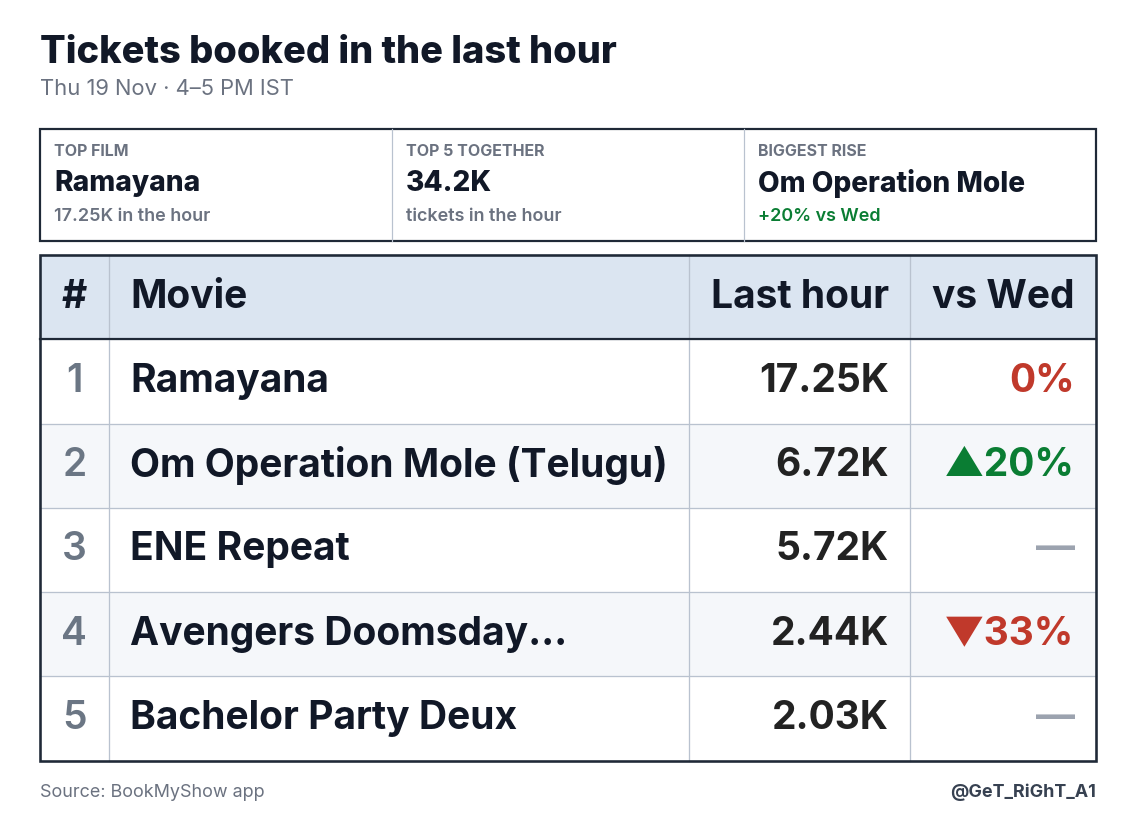 Tickets booked in the last hour
Thu 19 Nov · 4–5 PM IST
TOP FILM
Ramayana
17.25K in the hour
TOP 5 TOGETHER
34.2K
tickets in the hour
BIGGEST RISE
Om Operation Mole
+20% vs Wed
# Movie Last hour vs Wed
1 Ramayana 17.25K 0%
2 Om Operation Mole (Telugu) 6.72K ▲20%
3 ENE Repeat 5.72K —
4 Avengers Doomsday... 2.44K ▼33%
5 Bachelor Party Deux 2.03K —
Source: BookMyShow app
@GeT_RiGhT_A1